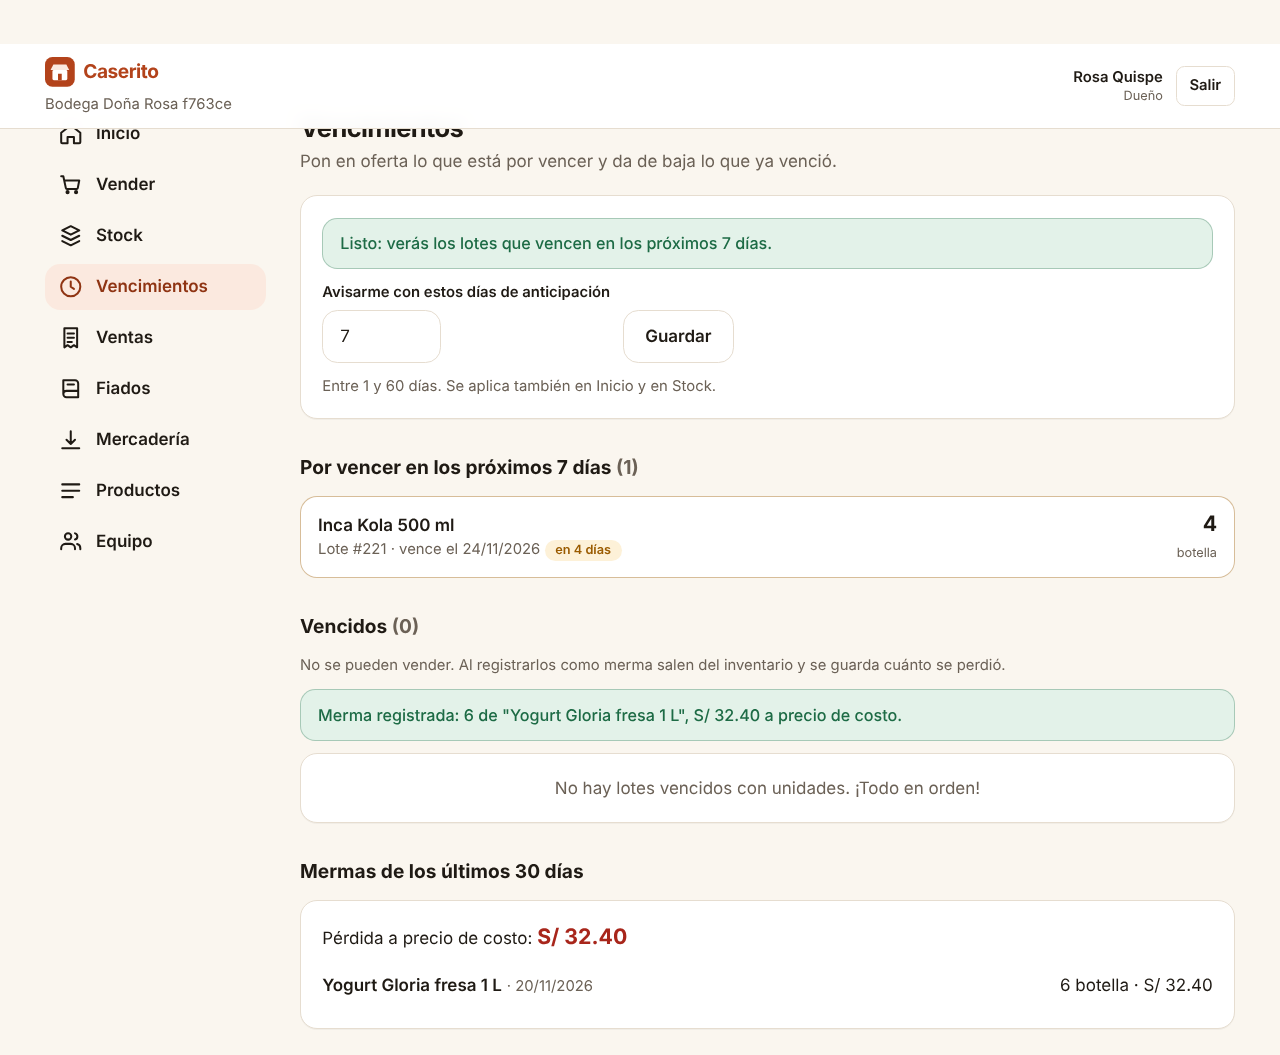 Caserito
Bodega Doña Rosa f763ce
Rosa Quispe
Dueño
Salir
Inicio
Vender
Stock
Vencimientos
Ventas
Fiados
Mercadería
Productos
Equipo
Vencimientos
Pon en oferta lo que está por vencer y da de baja lo que ya venció.
Listo: verás los lotes que vencen en los próximos 7 días.
Avisarme con estos días de anticipación
7
Guardar
Entre 1 y 60 días. Se aplica también en Inicio y en Stock.
Por vencer en los próximos 7 días (1)
Inca Kola 500 ml
4
Lote #221 · vence el 24/11/2026 en 4 días
botella
Vencidos (0)
No se pueden vender. Al registrarlos como merma salen del inventario y se guarda cuánto se perdió.
Merma registrada: 6 de "Yogurt Gloria fresa 1 L", S/ 32.40 a precio de costo.
No hay lotes vencidos con unidades. ¡Todo en orden!
Mermas de los últimos 30 días
Pérdida a precio de costo: S/ 32.40
Yogurt Gloria fresa 1 L · 20/11/2026
6 botella · S/ 32.40